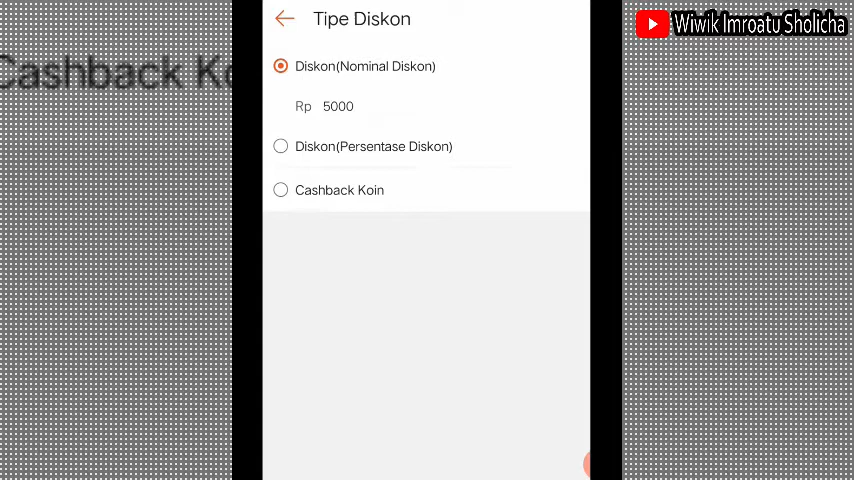 Tipe Diskon
Wiwik Imroatu Sholicha
Diskon(Nominal Diskon)
Cashback Ko
Rp 5000
Diskon(Persentase Diskon)
Cashback Koin